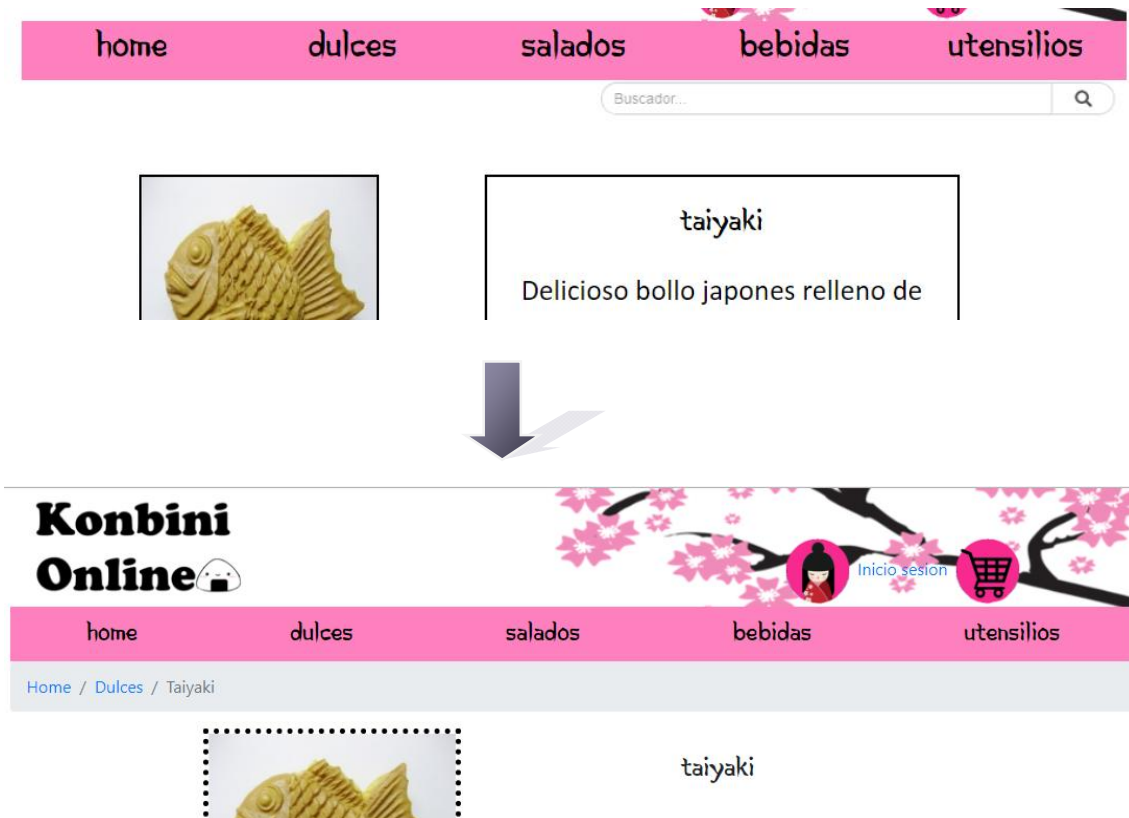 home dulces salados bebidas utensilios
Buscador...
taiyaki
Delicioso bollo japones relleno de
Konbini
Online
Inicio sesion
home dulces salados bebidas utensilios
Home / Dulces / Taiyaki
taiyaki